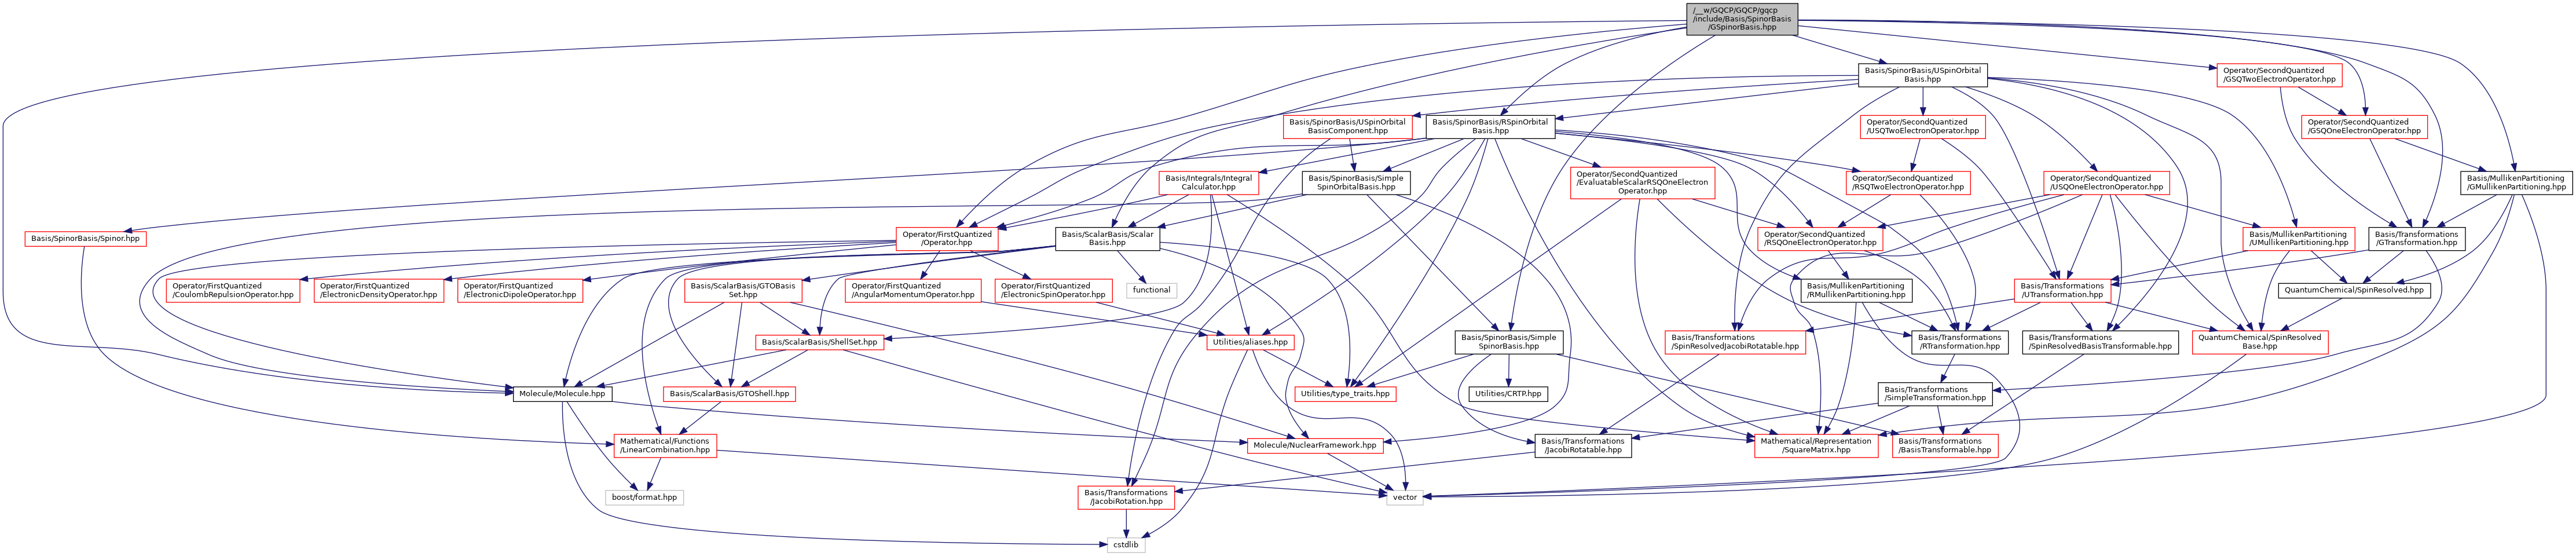 /__w/GQCP/GQCP/gqcp
/include/Basis/SpinorBasis
/GSpinorBasis.hpp
Basis/SpinorBasis/USpinOrbital
Basis.hpp
Operator/SecondQuantized
/GSQTwoElectronOperator.hpp
Basis/SpinorBasis/USpinOrbital
BasisComponent.hpp
Basis/SpinorBasis/RSpinOrbital
Basis.hpp
Operator/SecondQuantized
/USQTwoElectronOperator.hpp
Operator/SecondQuantized
/GSQOneElectronOperator.hpp
Basis/Integrals/Integral
Calculator.hpp
Basis/SpinorBasis/Simple
SpinOrbitalBasis.hpp
Operator/SecondQuantized
/EvaluatableScalarRSQOneElectron
Operator.hpp
Operator/SecondQuantized
/RSQTwoElectronOperator.hpp
Operator/SecondQuantized
/USQOneElectronOperator.hpp
Basis/MullikenPartitioning
/GMullikenPartitioning.hpp
Basis/SpinorBasis/Spinor.hpp
Operator/FirstQuantized
/Operator.hpp
Basis/ScalarBasis/Scalar
Basis.hpp
Operator/SecondQuantized
/RSQOneElectronOperator.hpp
Basis/MullikenPartitioning
/UMullikenPartitioning.hpp
Basis/Transformations
/GTransformation.hpp
Operator/FirstQuantized
/CoulombRepulsionOperator.hpp
Operator/FirstQuantized
/ElectronicDensityOperator.hpp
Operator/FirstQuantized
/ElectronicDipoleOperator.hpp
Basis/ScalarBasis/GTOBasis
Set.hpp
Operator/FirstQuantized
/AngularMomentumOperator.hpp
Operator/FirstQuantized
/ElectronicSpinOperator.hpp
functional
Basis/MullikenPartitioning
/RMullikenPartitioning.hpp
Basis/Transformations
/UTransformation.hpp
QuantumChemical/SpinResolved.hpp
Basis/ScalarBasis/ShellSet.hpp
Utilities/aliases.hpp
Basis/SpinorBasis/Simple
SpinorBasis.hpp
Basis/Transformations
/SpinResolvedJacobiRotatable.hpp
Basis/Transformations
/RTransformation.hpp
Basis/Transformations
/SpinResolvedBasisTransformable.hpp
QuantumChemical/SpinResolved
Base.hpp
Molecule/Molecule.hpp
Basis/ScalarBasis/GTOShell.hpp
Utilities/type_traits.hpp
Utilities/CRTP.hpp
Basis/Transformations
/SimpleTransformation.hpp
Mathematical/Functions
/LinearCombination.hpp
Molecule/NuclearFramework.hpp
Basis/Transformations
/JacobiRotatable.hpp
Mathematical/Representation
/SquareMatrix.hpp
Basis/Transformations
/BasisTransformable.hpp
boost/format.hpp
Basis/Transformations
/JacobiRotation.hpp
vector
cstdlib